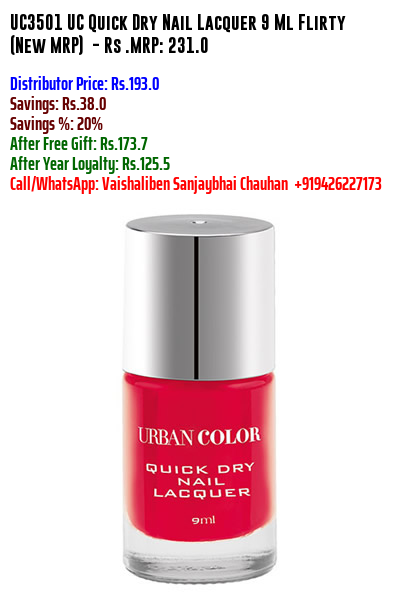 UC3501 UC Quick Dry Nail Lacquer 9 Ml Flirty
(New MRP) - Rs .MRP: 231.0
Distributor Price: Rs.193.0
Savings: Rs.38.0
Savings %: 20%
After Free Gift: Rs.173.7
After Year Loyalty: Rs.125.5
Call/WhatsApp: Vaishaliben Sanjaybhai Chauhan +919426227173
URBAN COLOR
QUICK DRY
NAIL
LACQUER
9ml